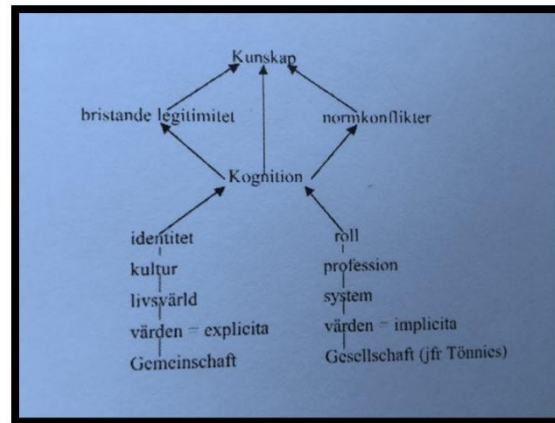 Kunskap
bristande legitimitet normkonflikter
Kognition
identitet roll
kultur profession
livsvärld system
värden = explicita värden = implicita
Gemeinschaft Gesellschaft (jfr Tönnies)